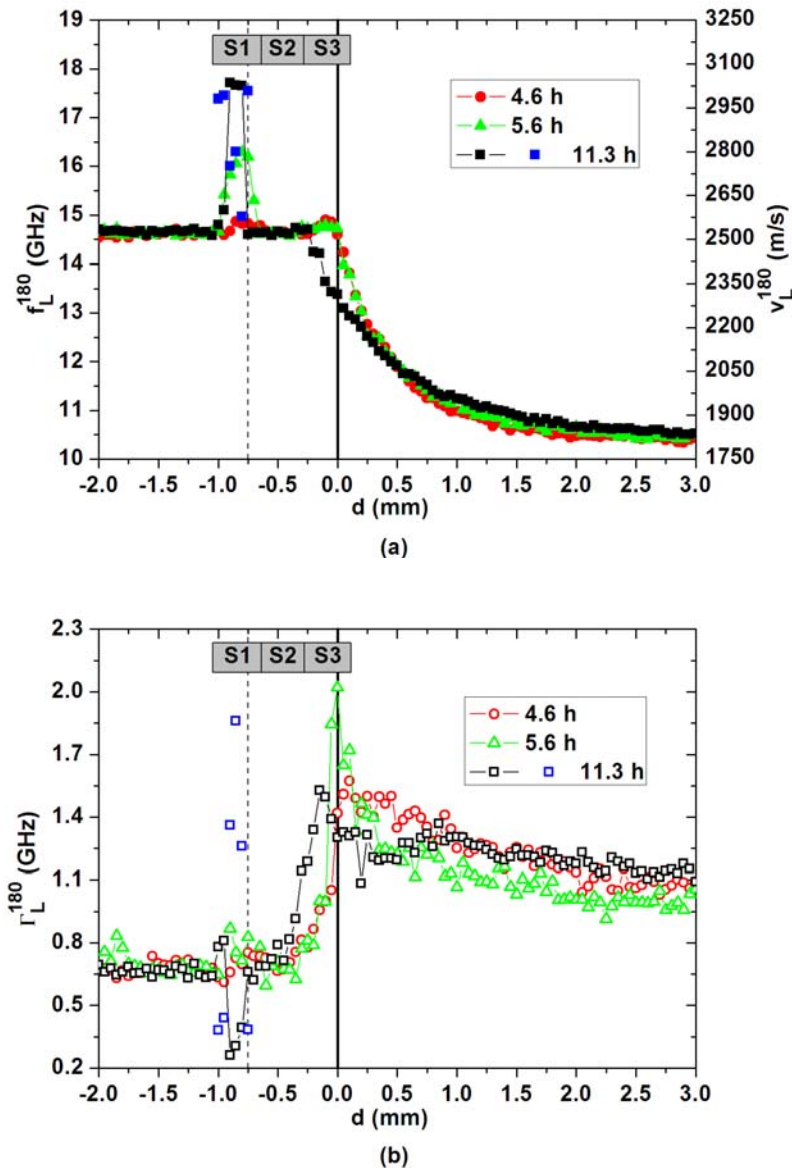 19
18
17
16
15
14
13
12
11
10
f_L^180 (GHz)
S1 S2 S3
4.6 h
5.6 h
11.3 h
3250
3100
2950
2800
2650
2500
2350
2200
2050
1900
1750
v_L^180 (m/s)
-2.0 -1.5 -1.0 -0.5 0.0 0.5 1.0 1.5 2.0 2.5 3.0
d (mm)
(a)
2.3
2.0
1.7
1.4
1.1
0.8
0.5
0.2
Γ_L^180 (GHz)
S1 S2 S3
4.6 h
5.6 h
11.3 h
-2.0 -1.5 -1.0 -0.5 0.0 0.5 1.0 1.5 2.0 2.5 3.0
d (mm)
(b)